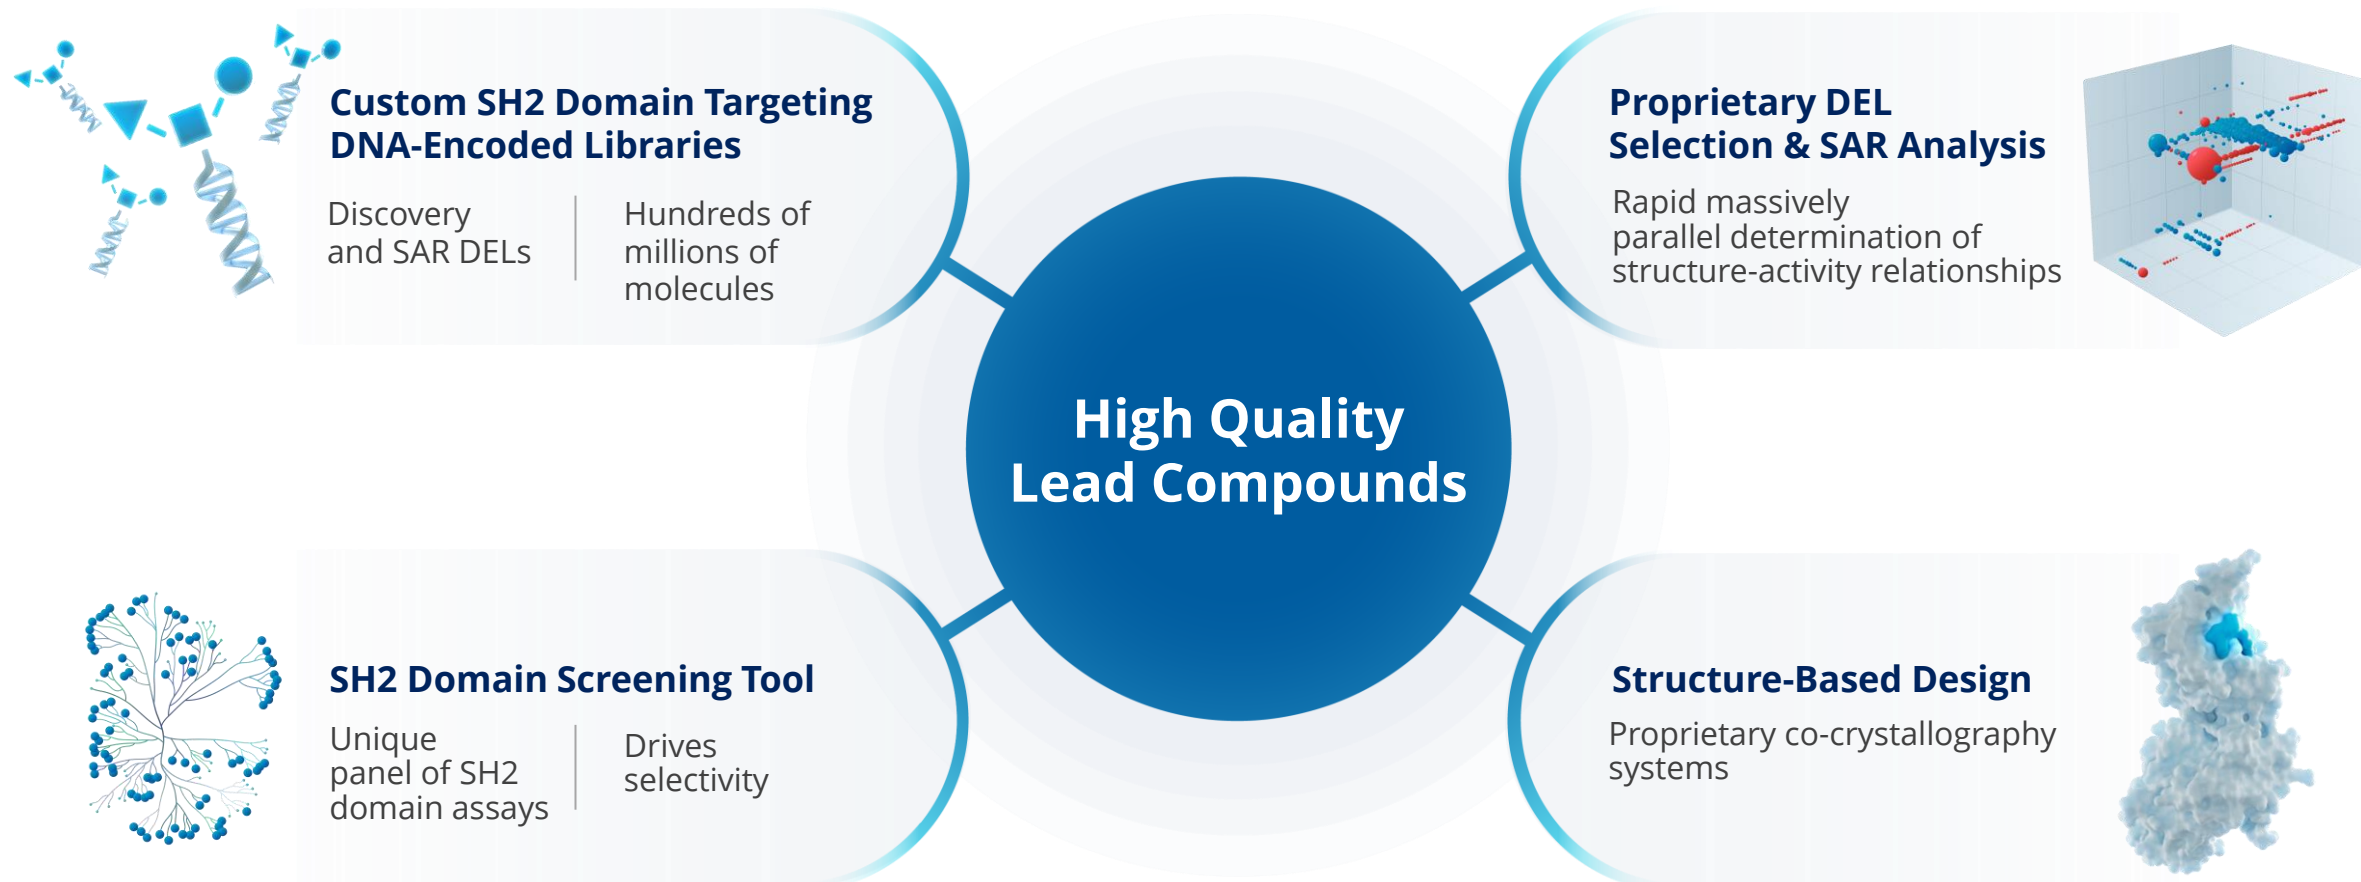 Custom SH2 Domain Targeting
DNA-Encoded Libraries
Discovery
and SAR DELs
Hundreds of
millions of
molecules
Proprietary DEL
Selection & SAR Analysis
Rapid massively
parallel determination of
structure-activity relationships
High Quality
Lead Compounds
SH2 Domain Screening Tool
Unique
panel of SH2
domain assays
Drives
selectivity
Structure-Based Design
Proprietary co-crystallography
systems